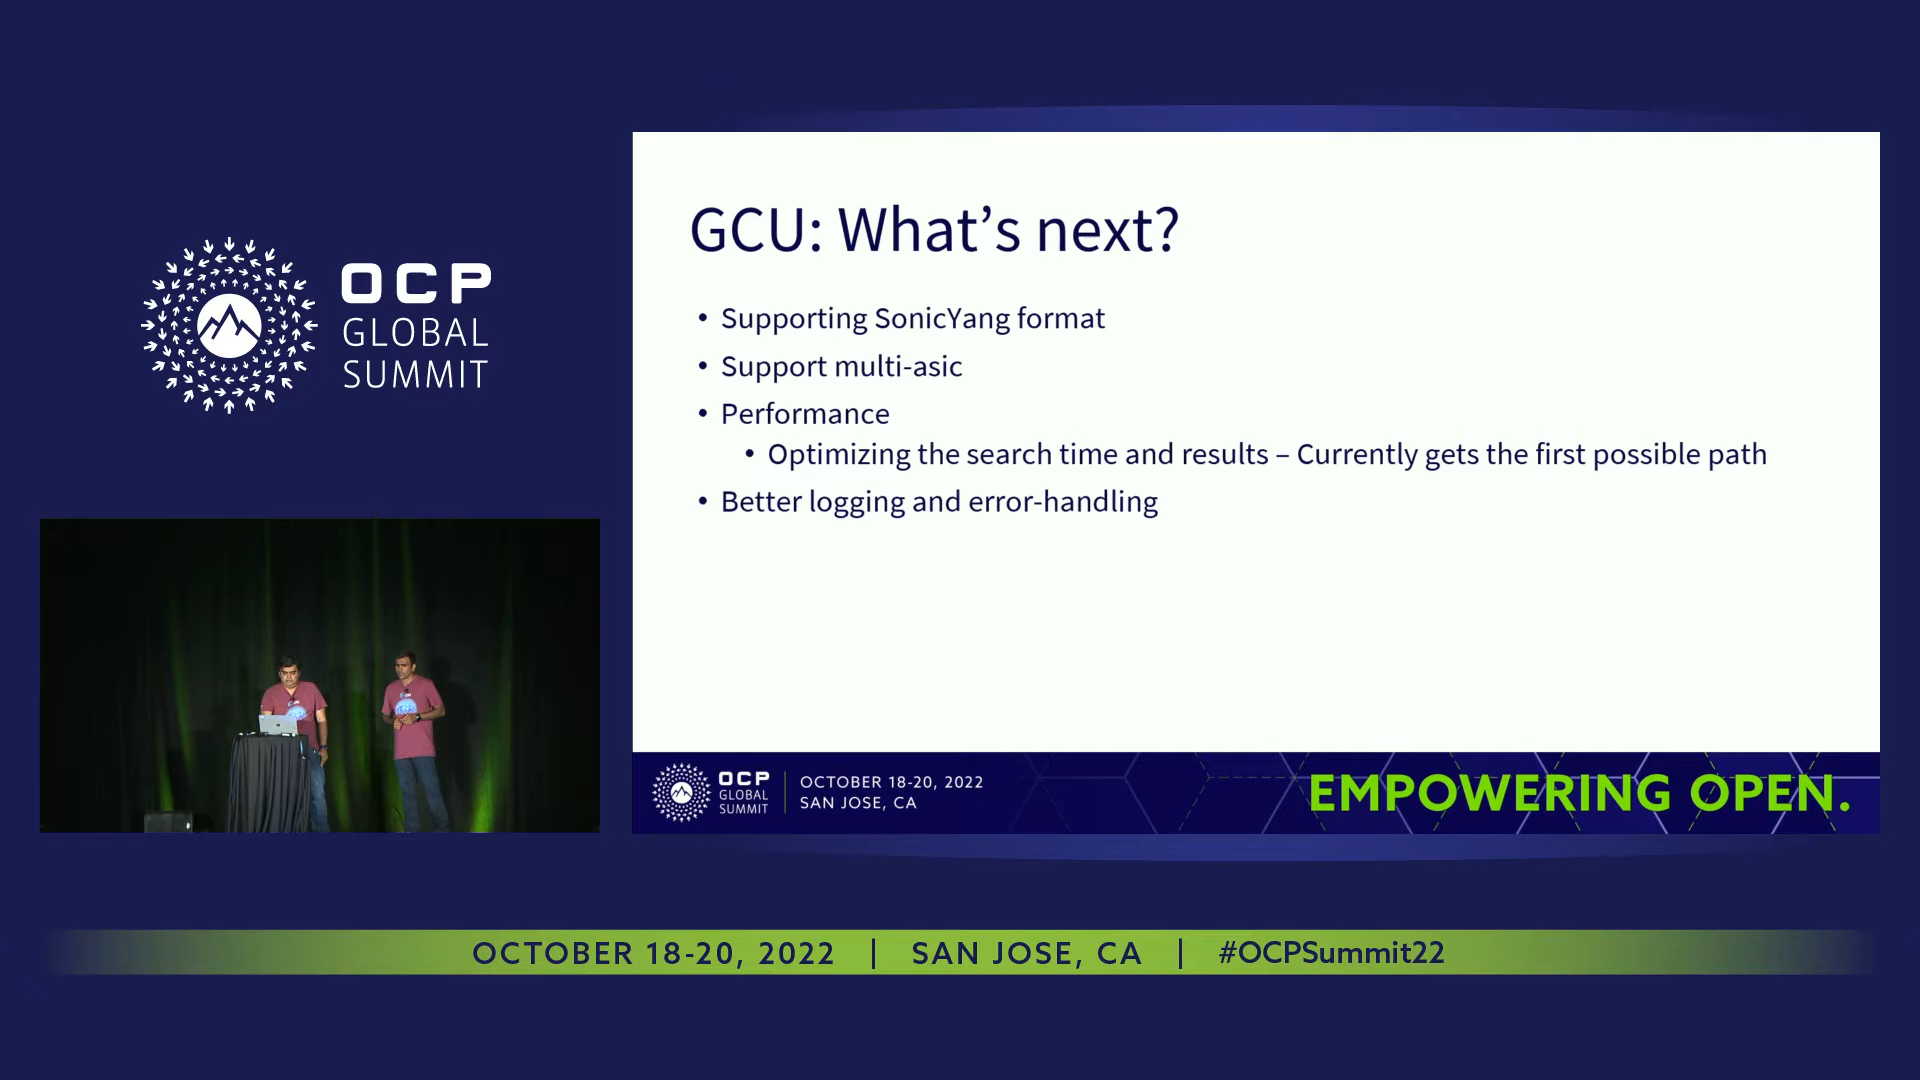 OCP
GLOBAL
SUMMIT
GCU: What’s next?
• Supporting SonicYang format
• Support multi-asic
• Performance
• Optimizing the search time and results – Currently gets the first possible path
• Better logging and error-handling
OCP
GLOBAL
SUMMIT
OCTOBER 18-20, 2022
SAN JOSE, CA
EMPOWERING OPEN.
OCTOBER 18-20, 2022 | SAN JOSE, CA | #OCPSummit22